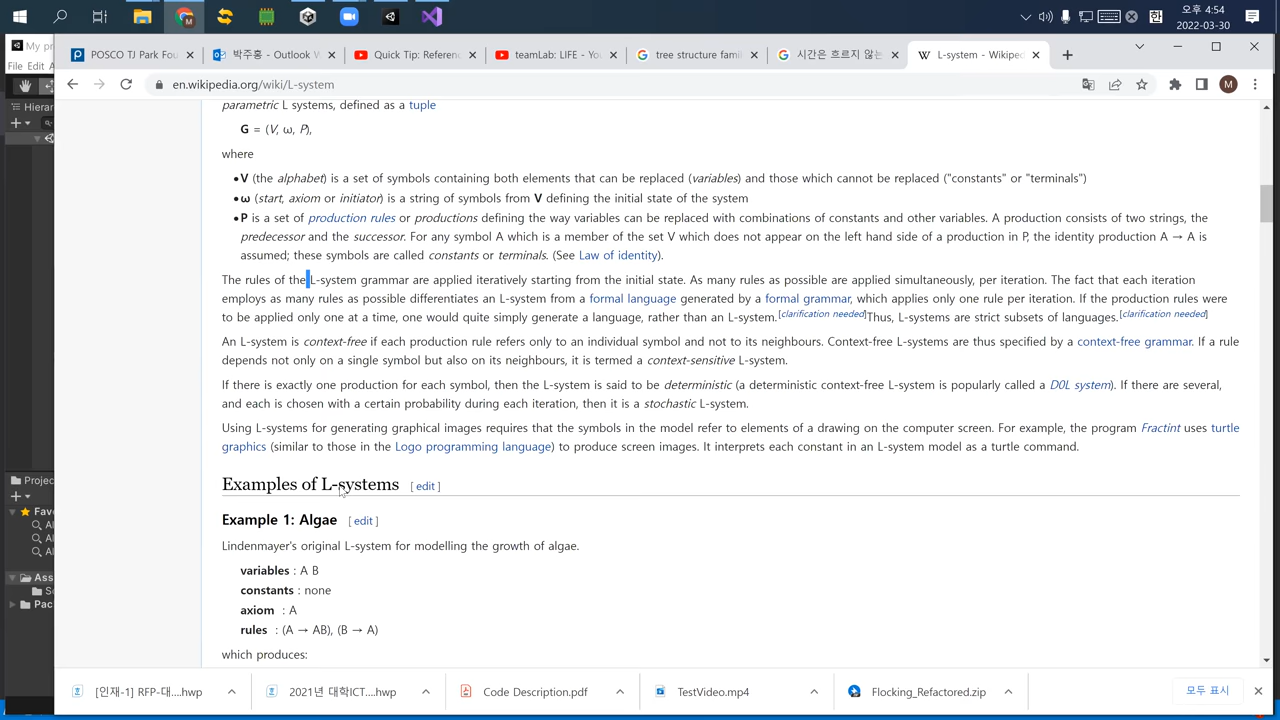 오후 4:54
한
2022-03-30
My pr
File Edit A
POSCO TJ Park Fou
박주홍 - Outlook W
Quick Tip: Referenc
teamLab: LIFE - You
tree structure famil
시간은 흐르지 않는
L-system - Wikiped
en.wikipedia.org/wiki/L-system
M
Hierar
parametric L systems, defined as a tuple
G = (V, ω, P),
where
• V (the alphabet) is a set of symbols containing both elements that can be replaced (variables) and those which cannot be replaced ("constants" or "terminals")
• ω (start, axiom or initiator) is a string of symbols from V defining the initial state of the system
• P is a set of production rules or productions defining the way variables can be replaced with combinations of constants and other variables. A production consists of two strings, the
predecessor and the successor. For any symbol A which is a member of the set V which does not appear on the left hand side of a production in P, the identity production A → A is
assumed; these symbols are called constants or terminals. (See Law of identity).
The rules of the L-system grammar are applied iteratively starting from the initial state. As many rules as possible are applied simultaneously, per iteration. The fact that each iteration
employs as many rules as possible differentiates an L-system from a formal language generated by a formal grammar, which applies only one rule per iteration. If the production rules were
to be applied only one at a time, one would quite simply generate a language, rather than an L-system.[clarification needed]Thus, L-systems are strict subsets of languages.[clarification needed]
An L-system is context-free if each production rule refers only to an individual symbol and not to its neighbours. Context-free L-systems are thus specified by a context-free grammar. If a rule
depends not only on a single symbol but also on its neighbours, it is termed a context-sensitive L-system.
If there is exactly one production for each symbol, then the L-system is said to be deterministic (a deterministic context-free L-system is popularly called a D0L system). If there are several,
and each is chosen with a certain probability during each iteration, then it is a stochastic L-system.
Using L-systems for generating graphical images requires that the symbols in the model refer to elements of a drawing on the computer screen. For example, the program Fractint uses turtle
graphics (similar to those in the Logo programming language) to produce screen images. It interprets each constant in an L-system model as a turtle command.
Projec
Examples of L-systems [ edit ]
Favo
Example 1: Algae [ edit ]
Al
Al
Al
Lindenmayer's original L-system for modelling the growth of algae.
variables : A B
Ass
constants : none
Sc
Pac
axiom : A
rules : (A → AB), (B → A)
which produces:
[인재-1] RFP-대....hwp
2021년 대학ICT....hwp
Code Description.pdf
TestVideo.mp4
Flocking_Refactored.zip
모두 표시